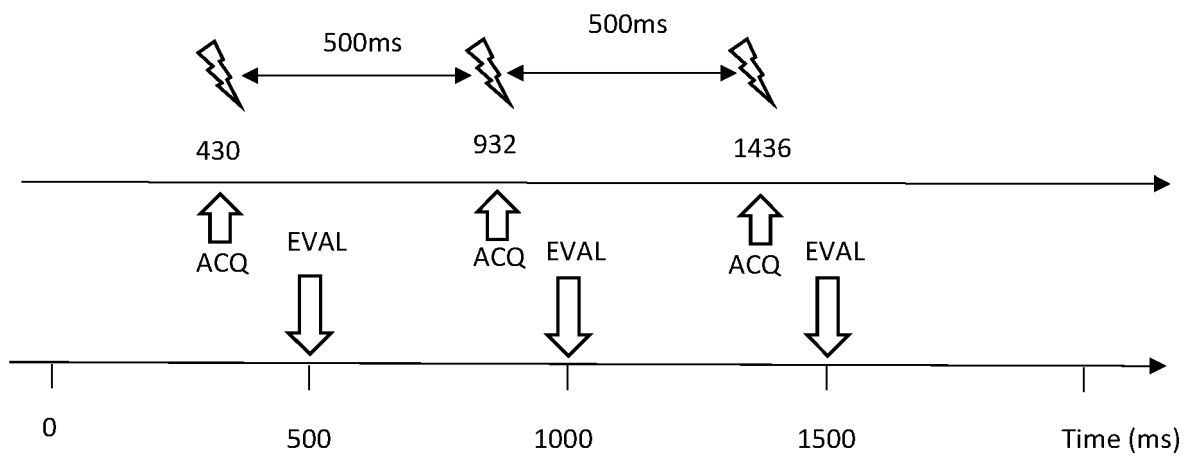 500ms
500ms
430
932
1436
ACQ
EVAL
ACQ
EVAL
ACQ
EVAL
0
500
1000
1500
Time (ms)